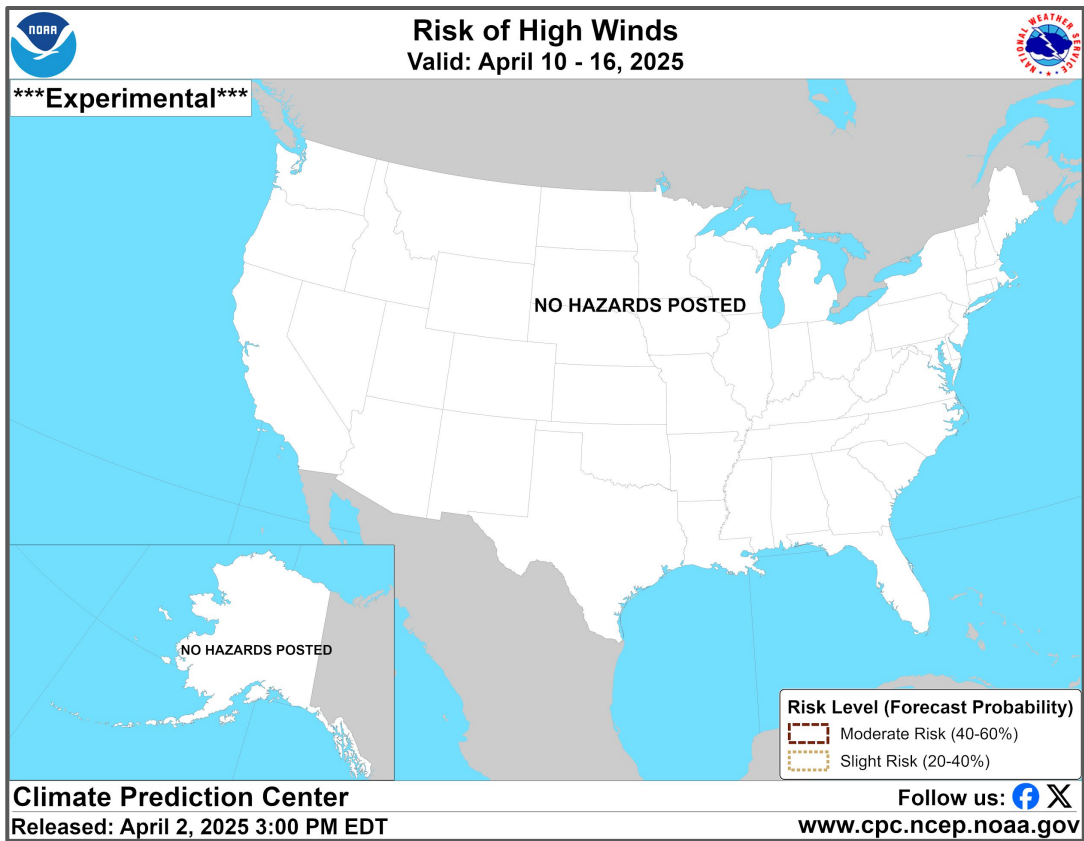 NOAA
Risk of High Winds
Valid: April 10 - 16, 2025
NATIONAL WEATHER SERVICE
***Experimental***
NO HAZARDS POSTED
NO HAZARDS POSTED
Risk Level (Forecast Probability)
Moderate Risk (40-60%)
Slight Risk (20-40%)
Climate Prediction Center
Follow us:
Released: April 2, 2025 3:00 PM EDT
www.cpc.ncep.noaa.gov